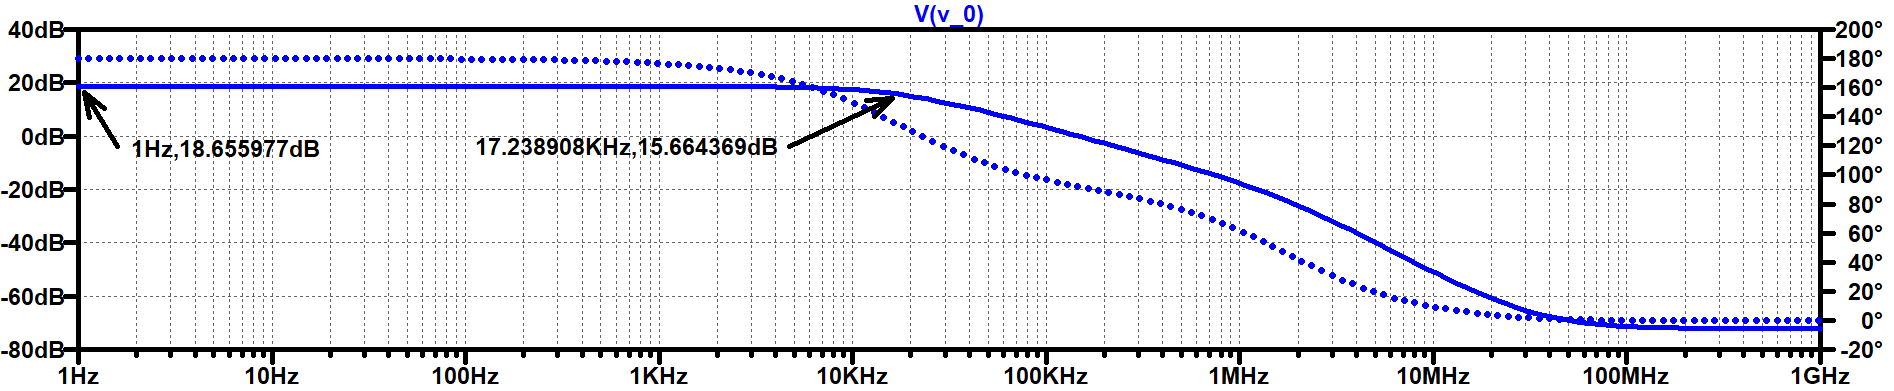 V(v_0)
40dB
20dB
0dB
-20dB
-40dB
-60dB
-80dB
1Hz,18.655977dB
17.238908KHz,15.664369dB
200°
180°
160°
140°
120°
100°
80°
60°
40°
20°
0°
-20°
1Hz 10Hz 100Hz 1KHz 10KHz 100KHz 1MHz 10MHz 100MHz 1GHz